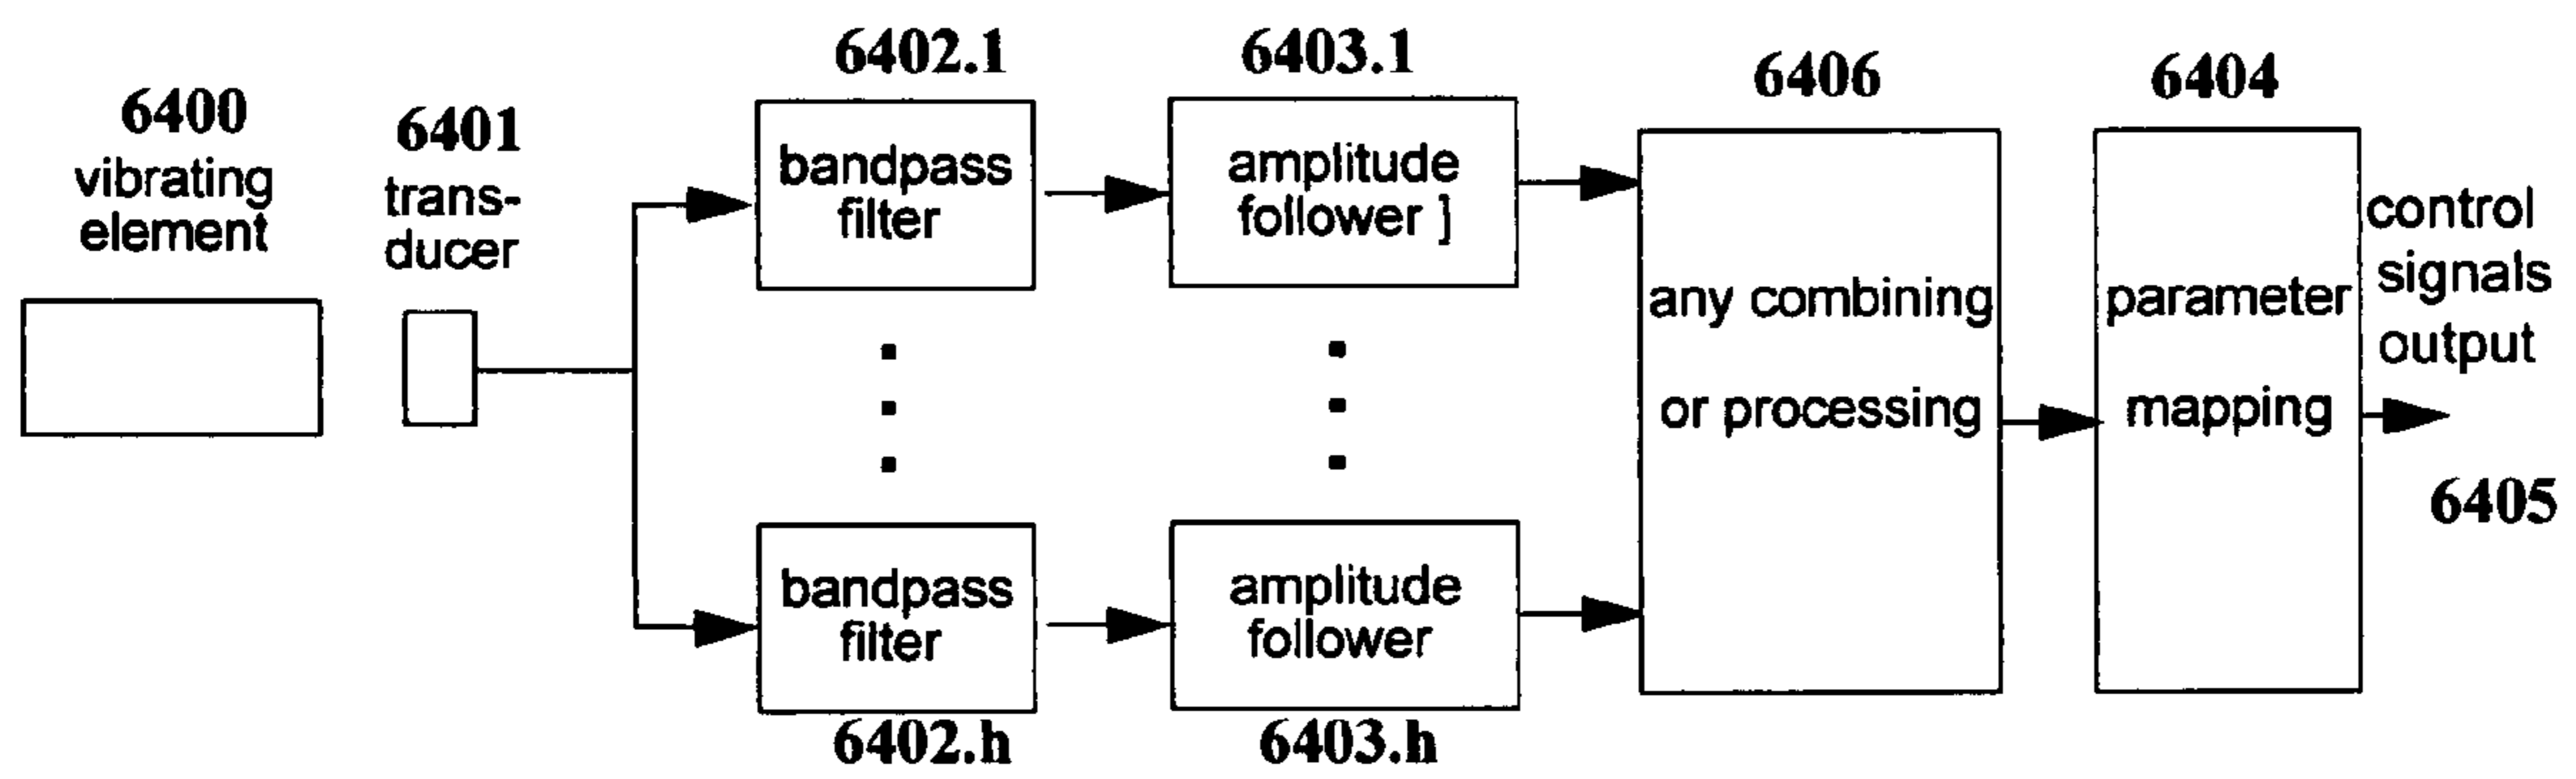 6400
vibrating
element
6401
trans-
ducer
6402.1
bandpass
filter
6403.1
amplitude
follower ]
6402.h
bandpass
filter
6403.h
amplitude
follower
6406
any combining
or processing
6404
parameter
mapping
control
signals
output
6405